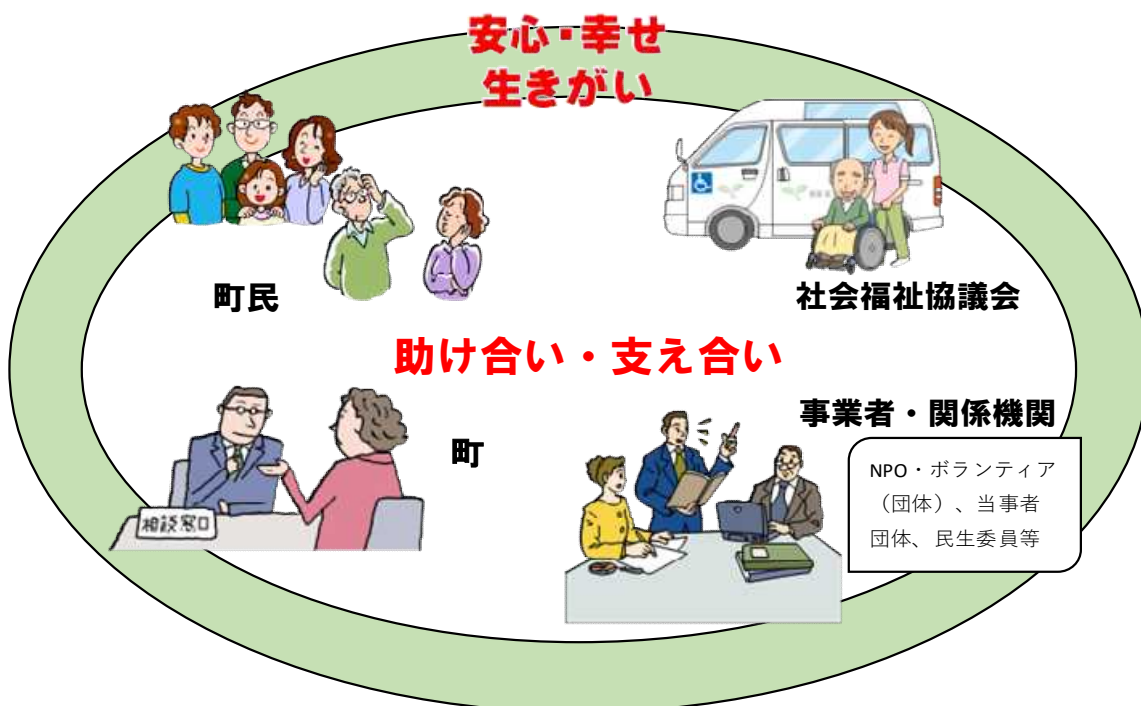 安心・幸せ
生きがい
町民
社会福祉協議会
助け合い・支え合い
事業者・関係機関
町
NPO・ボランティア
（団体）、当事者
団体、民生委員等
相談窓口